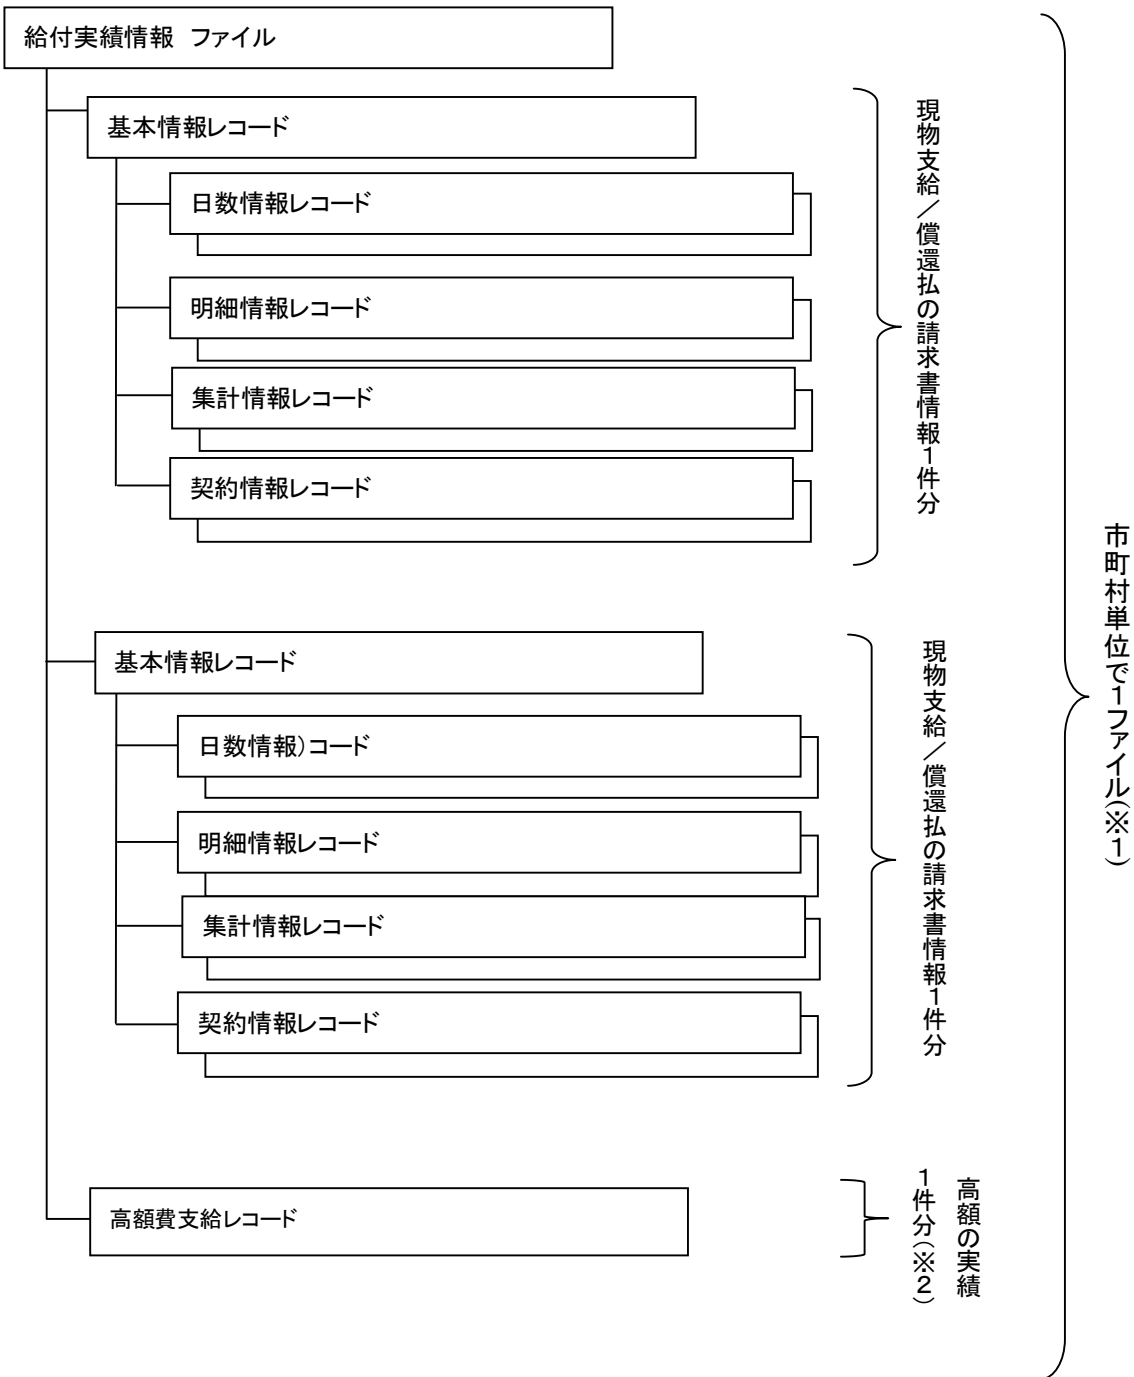 給付実績情報　ファイル
基本情報レコード
日数情報レコード
明細情報レコード
集計情報レコード
契約情報レコード
現物支給／償還払の請求書情報１件分
基本情報レコード
日数情報）コード
明細情報レコード
集計情報レコード
契約情報レコード
現物支給／償還払の請求書情報１件分
高額費支給レコード
高額の実績
１件分（※２）
市町村単位で１ファイル（※１）